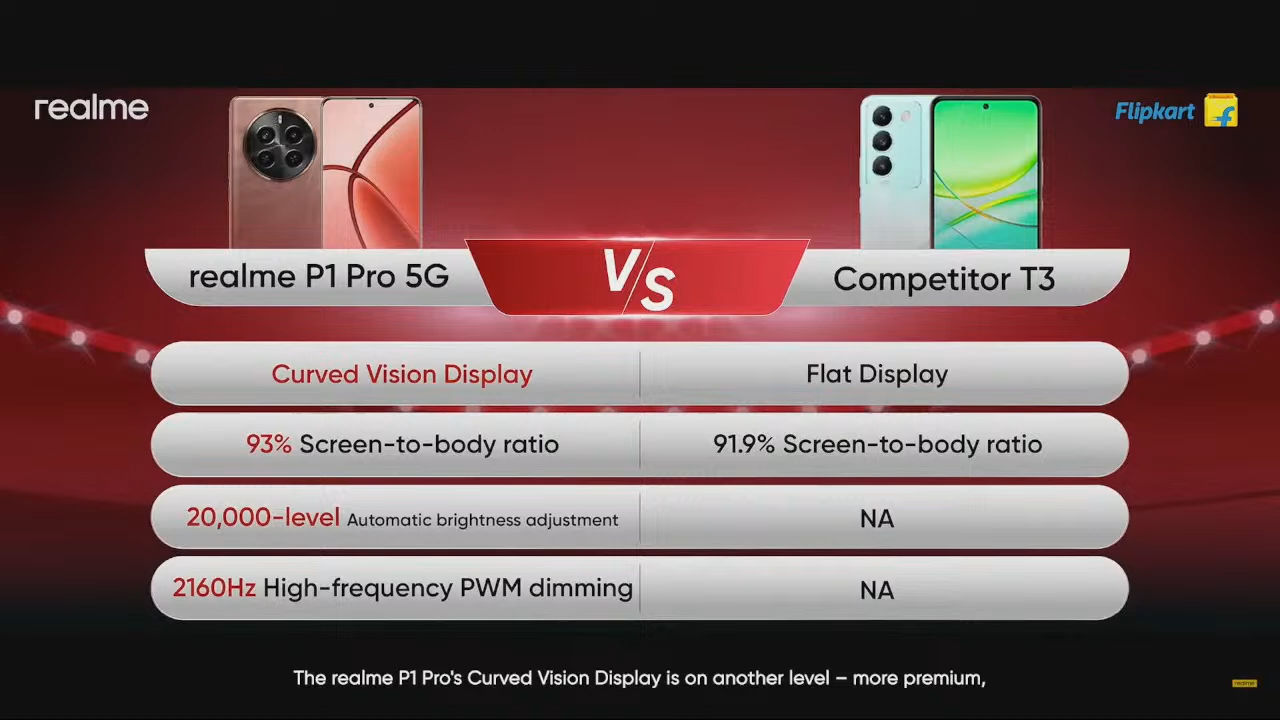 realme
Flipkart
realme P1 Pro 5G
VS
Competitor T3
Curved Vision Display
Flat Display
93% Screen-to-body ratio
91.9% Screen-to-body ratio
20,000-level Automatic brightness adjustment
NA
2160Hz High-frequency PWM dimming
NA
The realme P1 Pro's Curved Vision Display is on another level – more premium,
realme